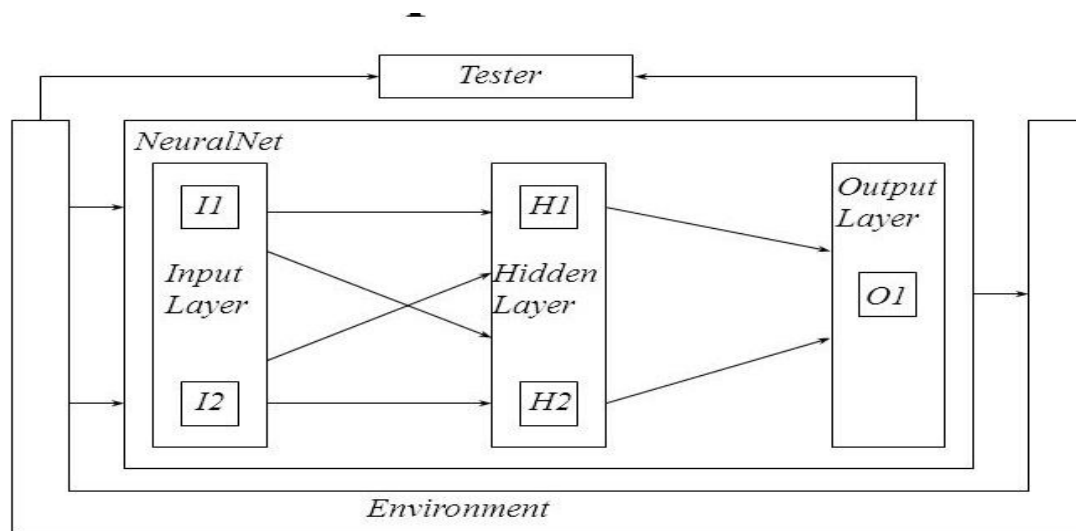 Tester
NeuralNet
I1
H1
Output
Layer
Input
Layer
Hidden
Layer
O1
I2
H2
Environment